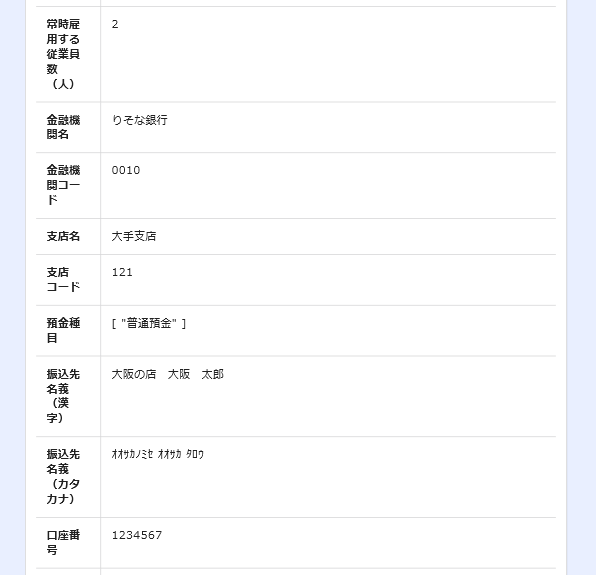 常時雇 2
用する
従業員
数
（人）
金融機 りそな銀行
関名
金融機 0010
関コー
ド
支店名 大手支店
支店 121
コード
預金種 [ "普通預金" ]
目
振込先 大阪の店　大阪　太郎
名義
（漢
字）
振込先 ｵｵｻｶﾉﾐｾ ｵｵｻｶ ﾀﾛｳ
名義
（カタ
カナ）
口座番 1234567
号